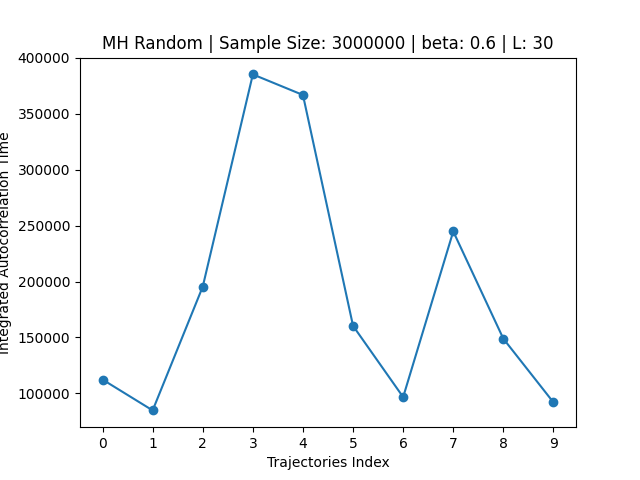 MH Random | Sample Size: 3000000 | beta: 0.6 | L: 30
400000
350000
300000
250000
200000
150000
100000
Integrated Autocorrelation Time
0 1 2 3 4 5 6 7 8 9
Trajectories Index